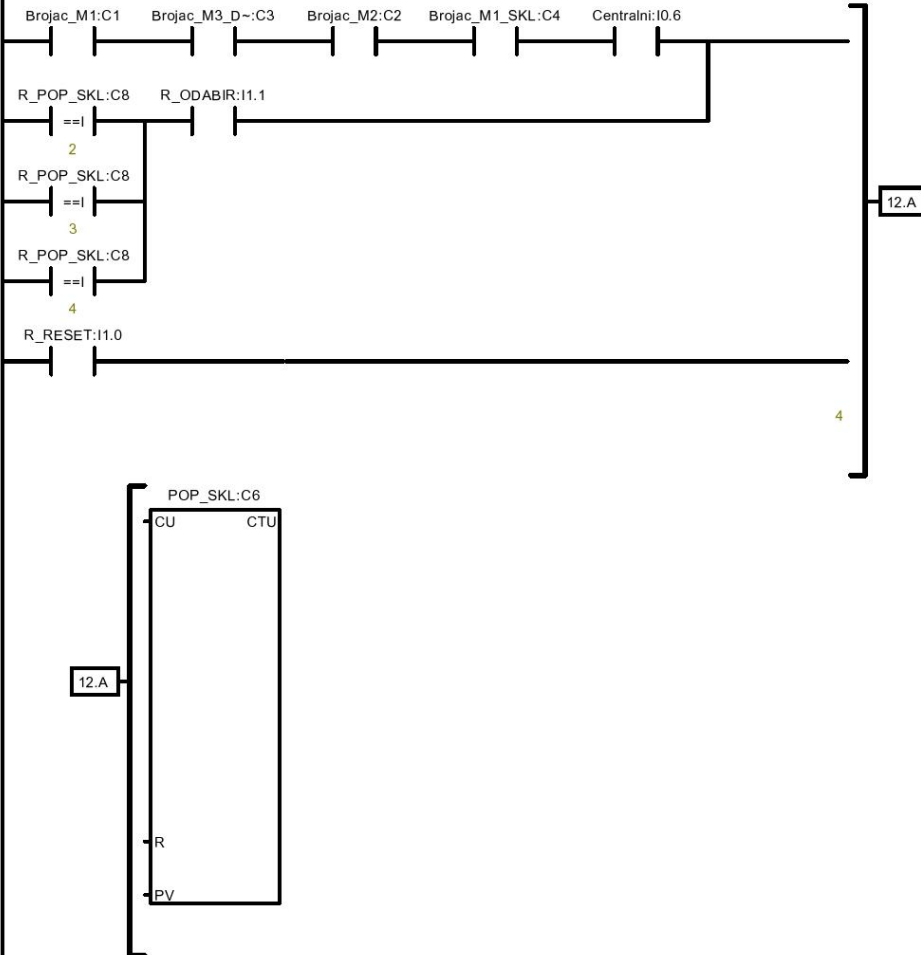 Brojac_M1:C1 Brojac_M3_D~:C3 Brojac_M2:C2 Brojac_M1_SKL:C4 Centralni:I0.6
R_POP_SKL:C8 R_ODABIR:I1.1
==I
2
R_POP_SKL:C8
==I
12.A
3
R_POP_SKL:C8
==I
4
R_RESET:I1.0
4
POP_SKL:C6
CU CTU
12.A
R
PV